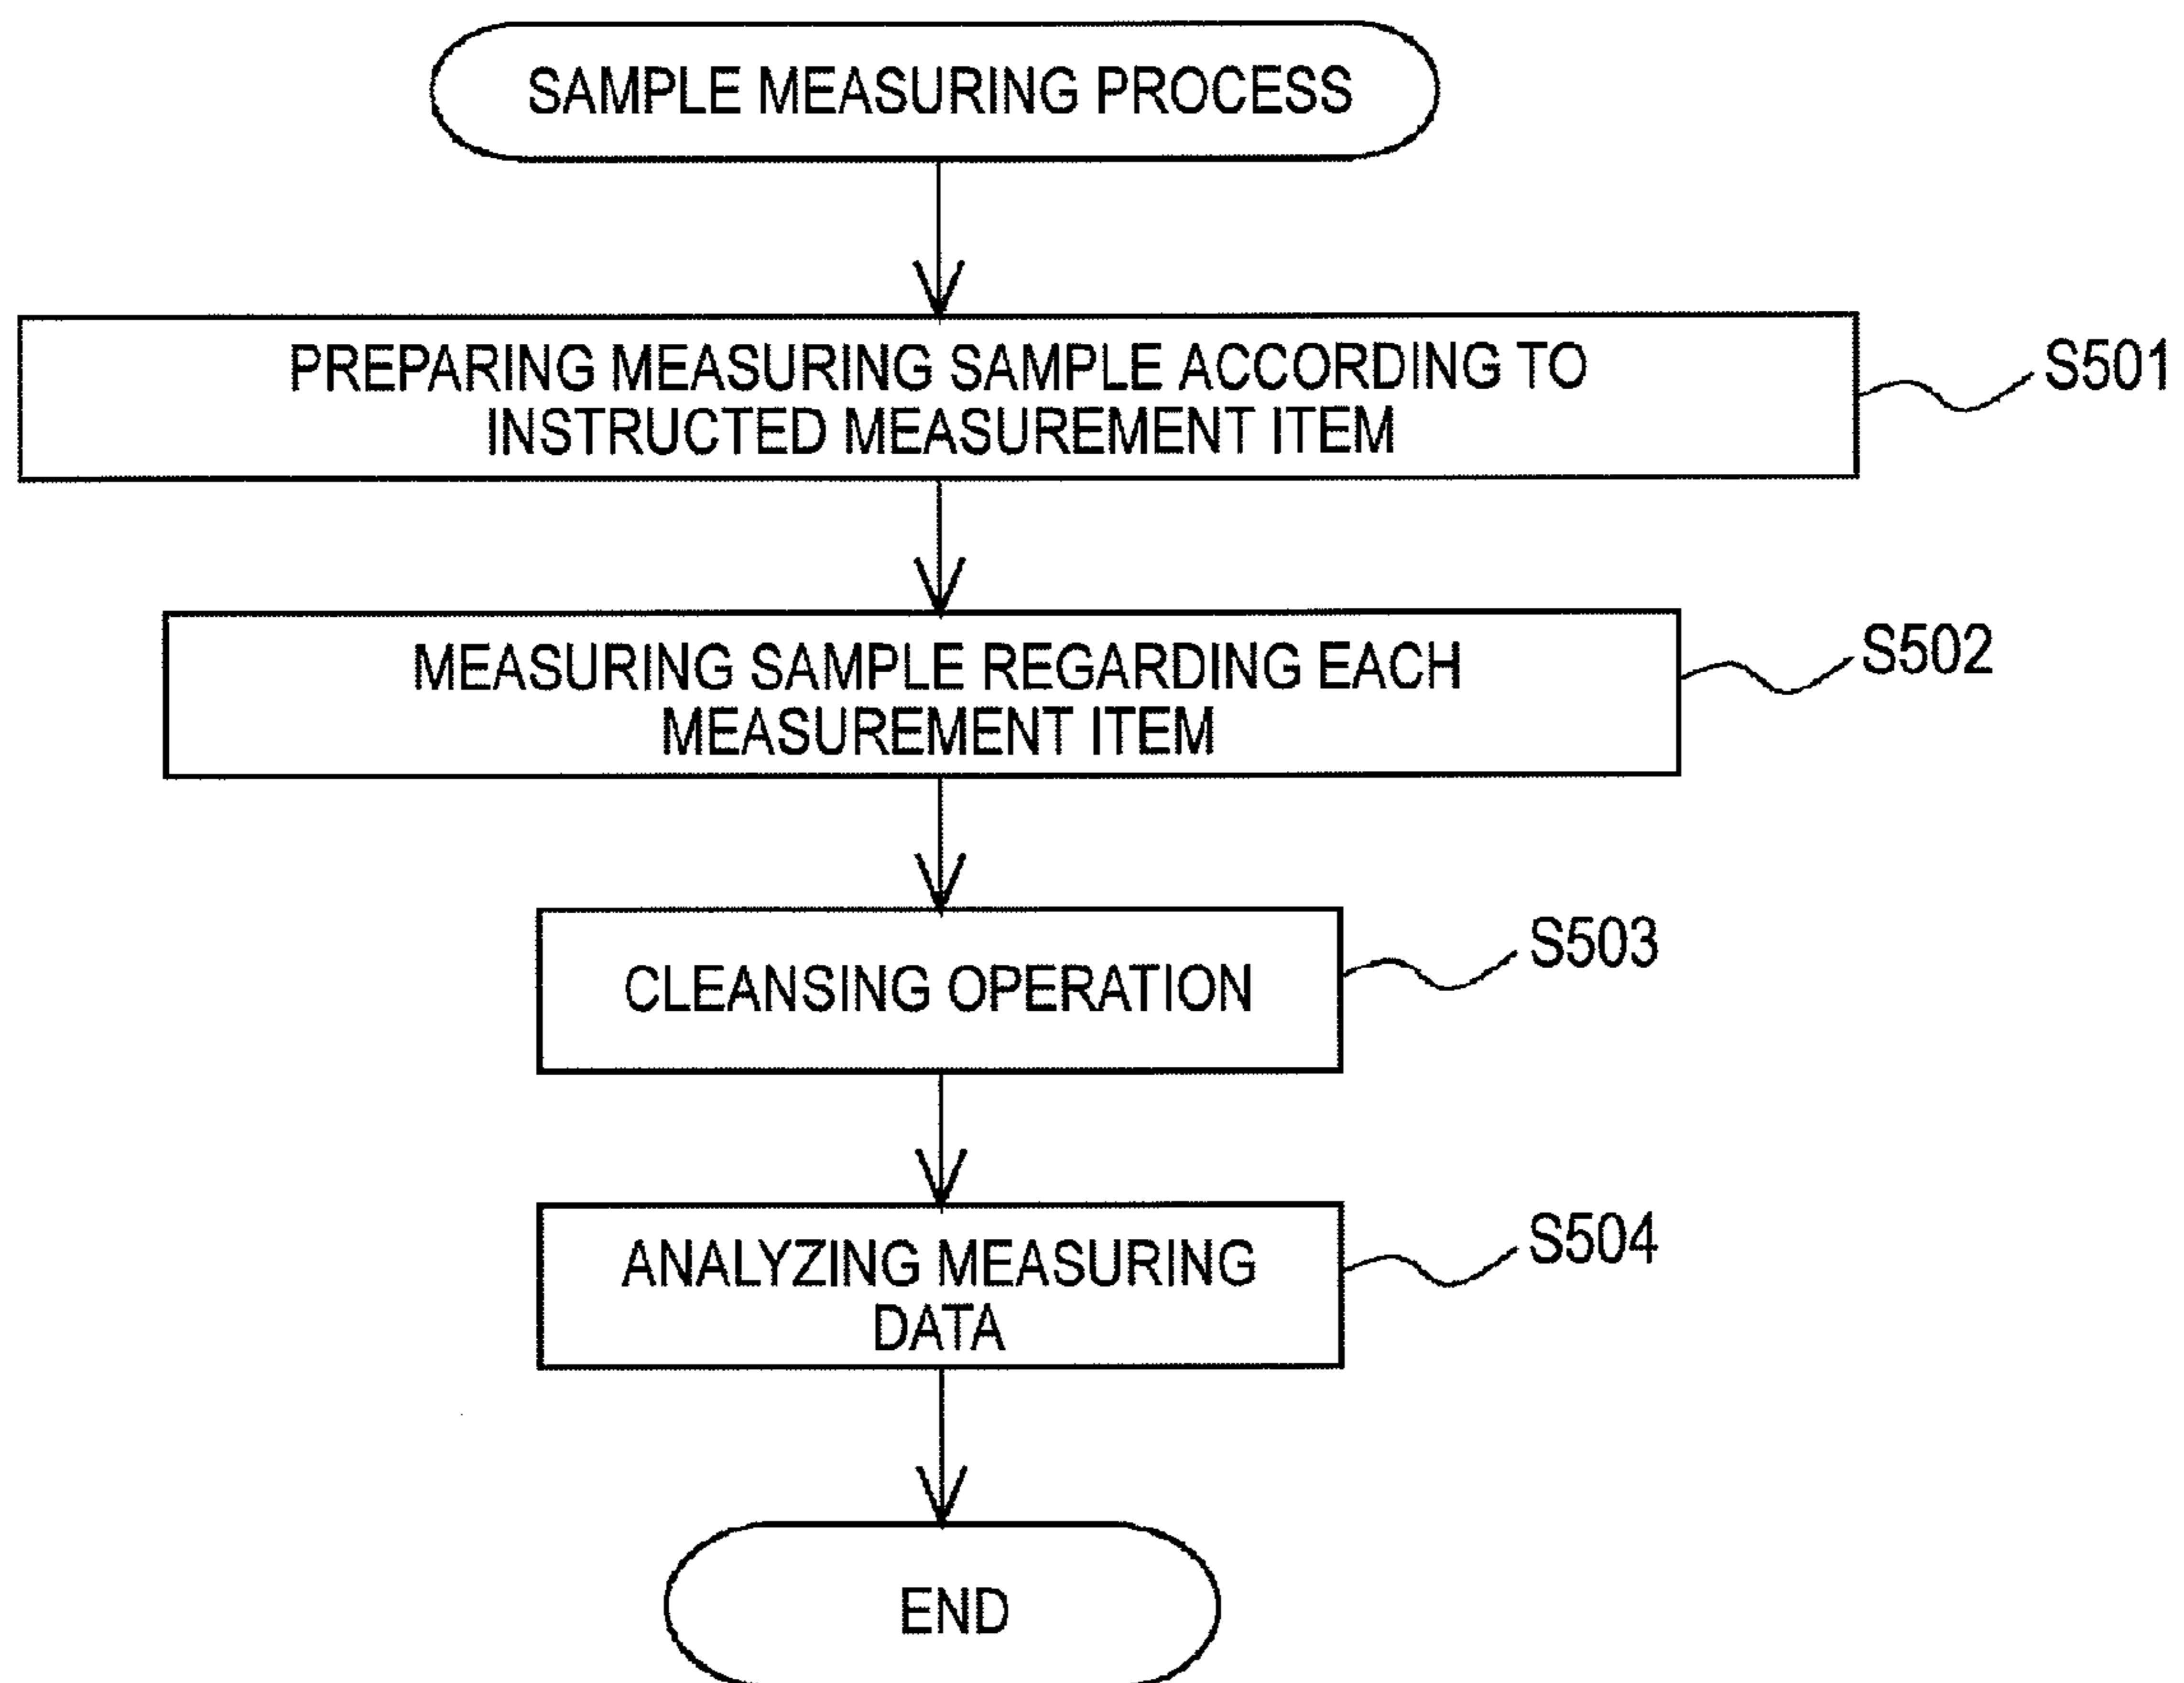 SAMPLE MEASURING PROCESS
PREPARING MEASURING SAMPLE ACCORDING TO
INSTRUCTED MEASUREMENT ITEM
S501
MEASURING SAMPLE REGARDING EACH
MEASUREMENT ITEM
S502
CLEANSING OPERATION
S503
ANALYZING MEASURING
DATA
S504
END